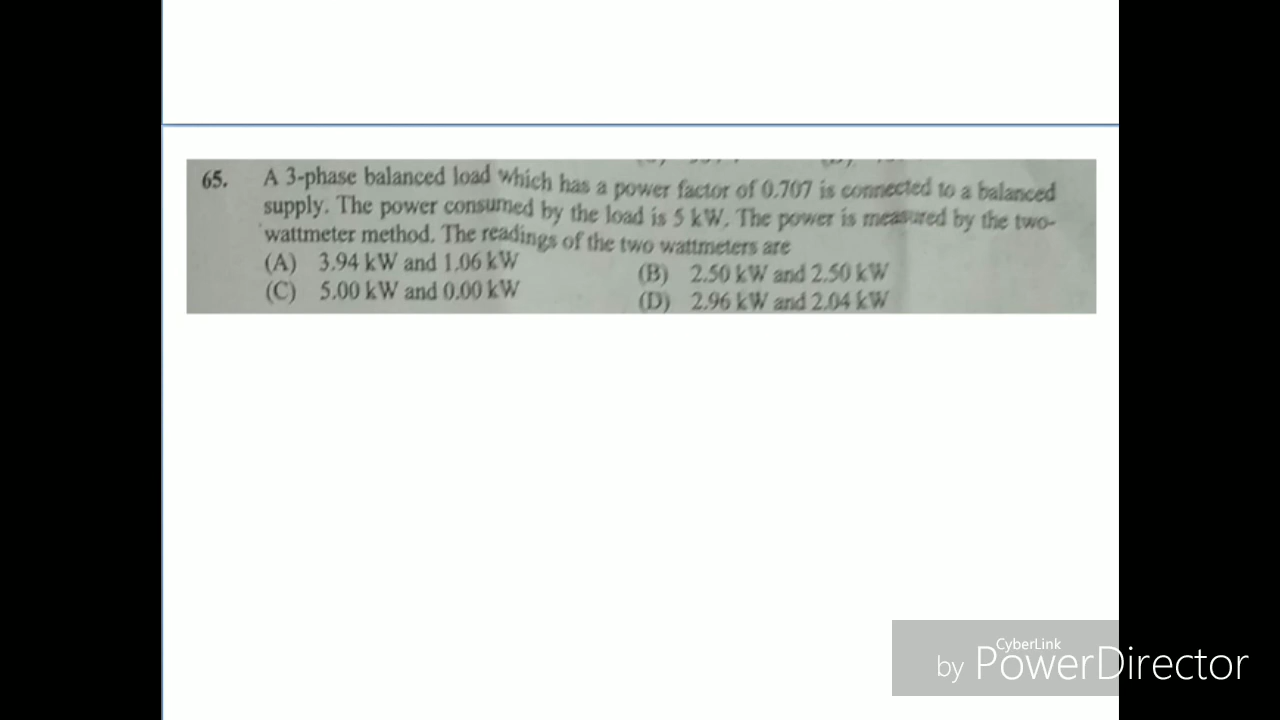 65. A 3-phase balanced load which has a power factor of 0.707 is connected to a balanced
supply. The power consumed by the load is 5 kW. The power is measured by the two-
wattmeter method. The readings of the two wattmeters are
(A) 3.94 kW and 1.06 kW (B) 2.50 kW and 2.50 kW
(C) 5.00 kW and 0.00 kW (D) 2.96 kW and 2.04 kW
CyberLink
by PowerDirector